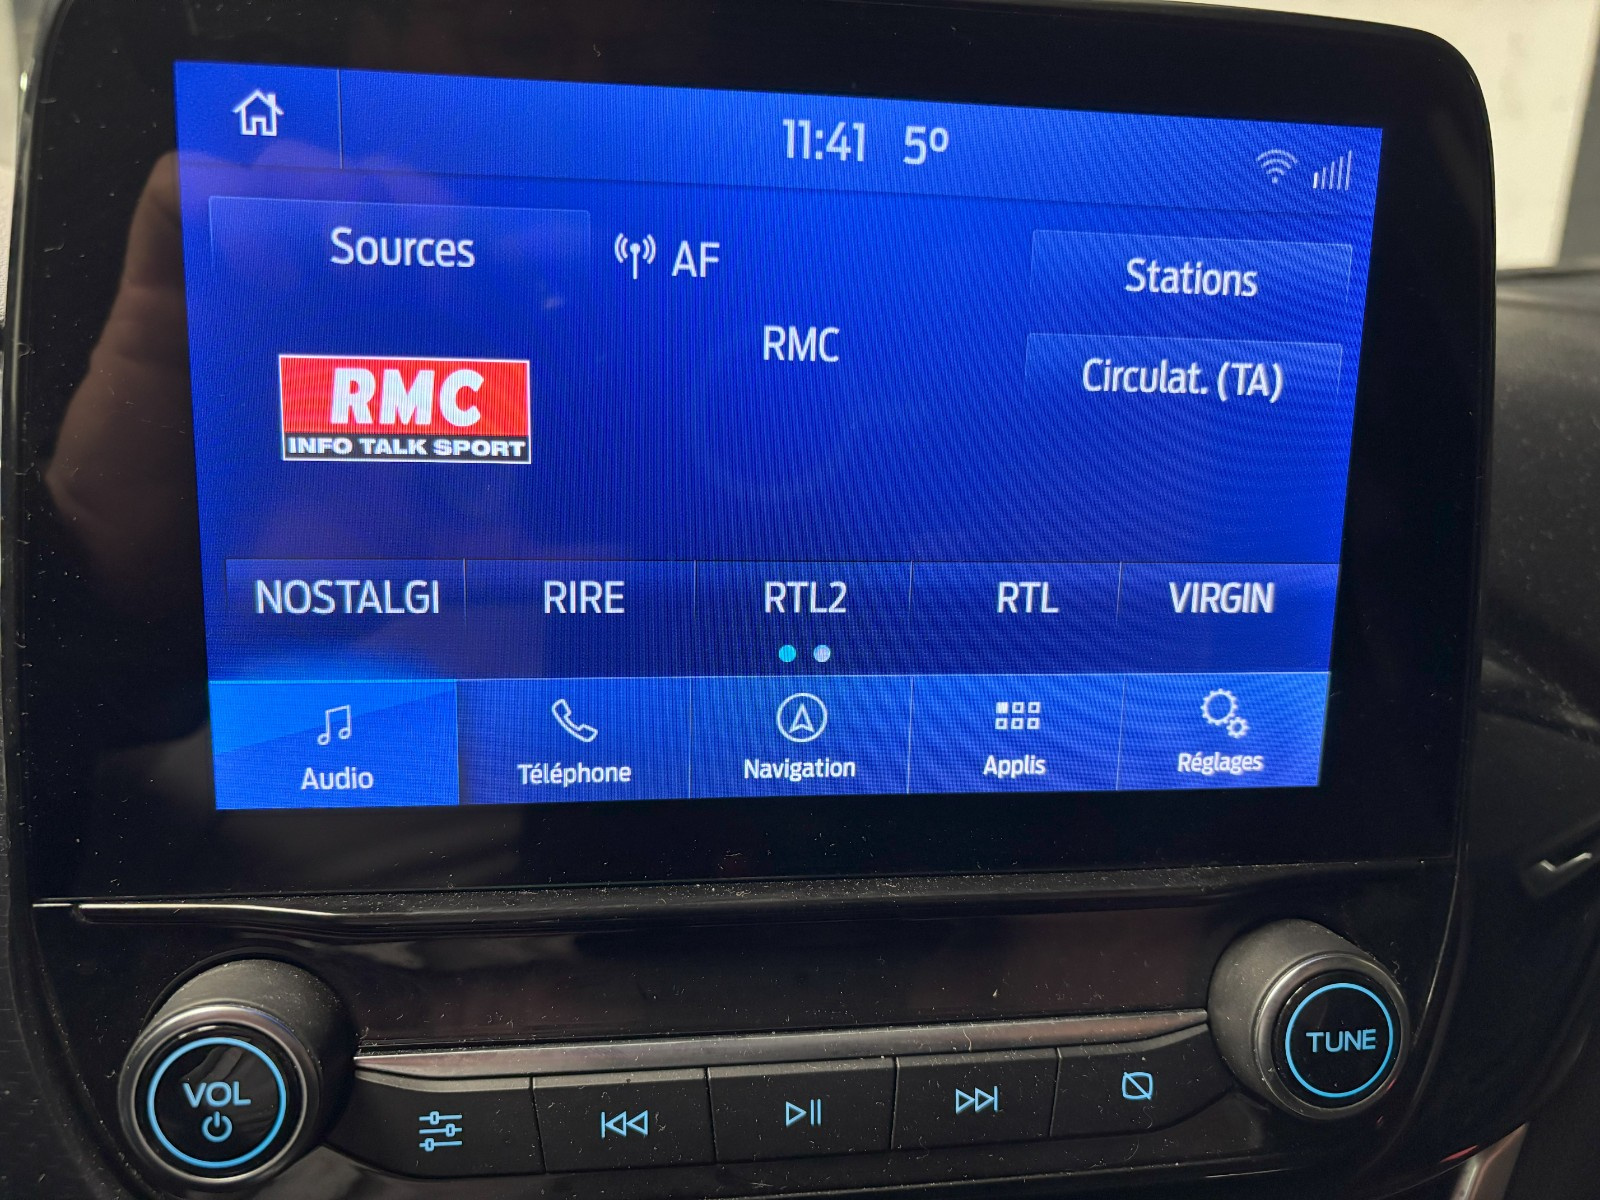 11:41 5°
Sources
AF
Stations
RMC
Circulat. (TA)
RMC
INFO TALK SPORT
NOSTALGI
RIRE
RTL2
RTL
VIRGIN
Audio
Téléphone
Navigation
Applis
Réglages
VOL
TUNE